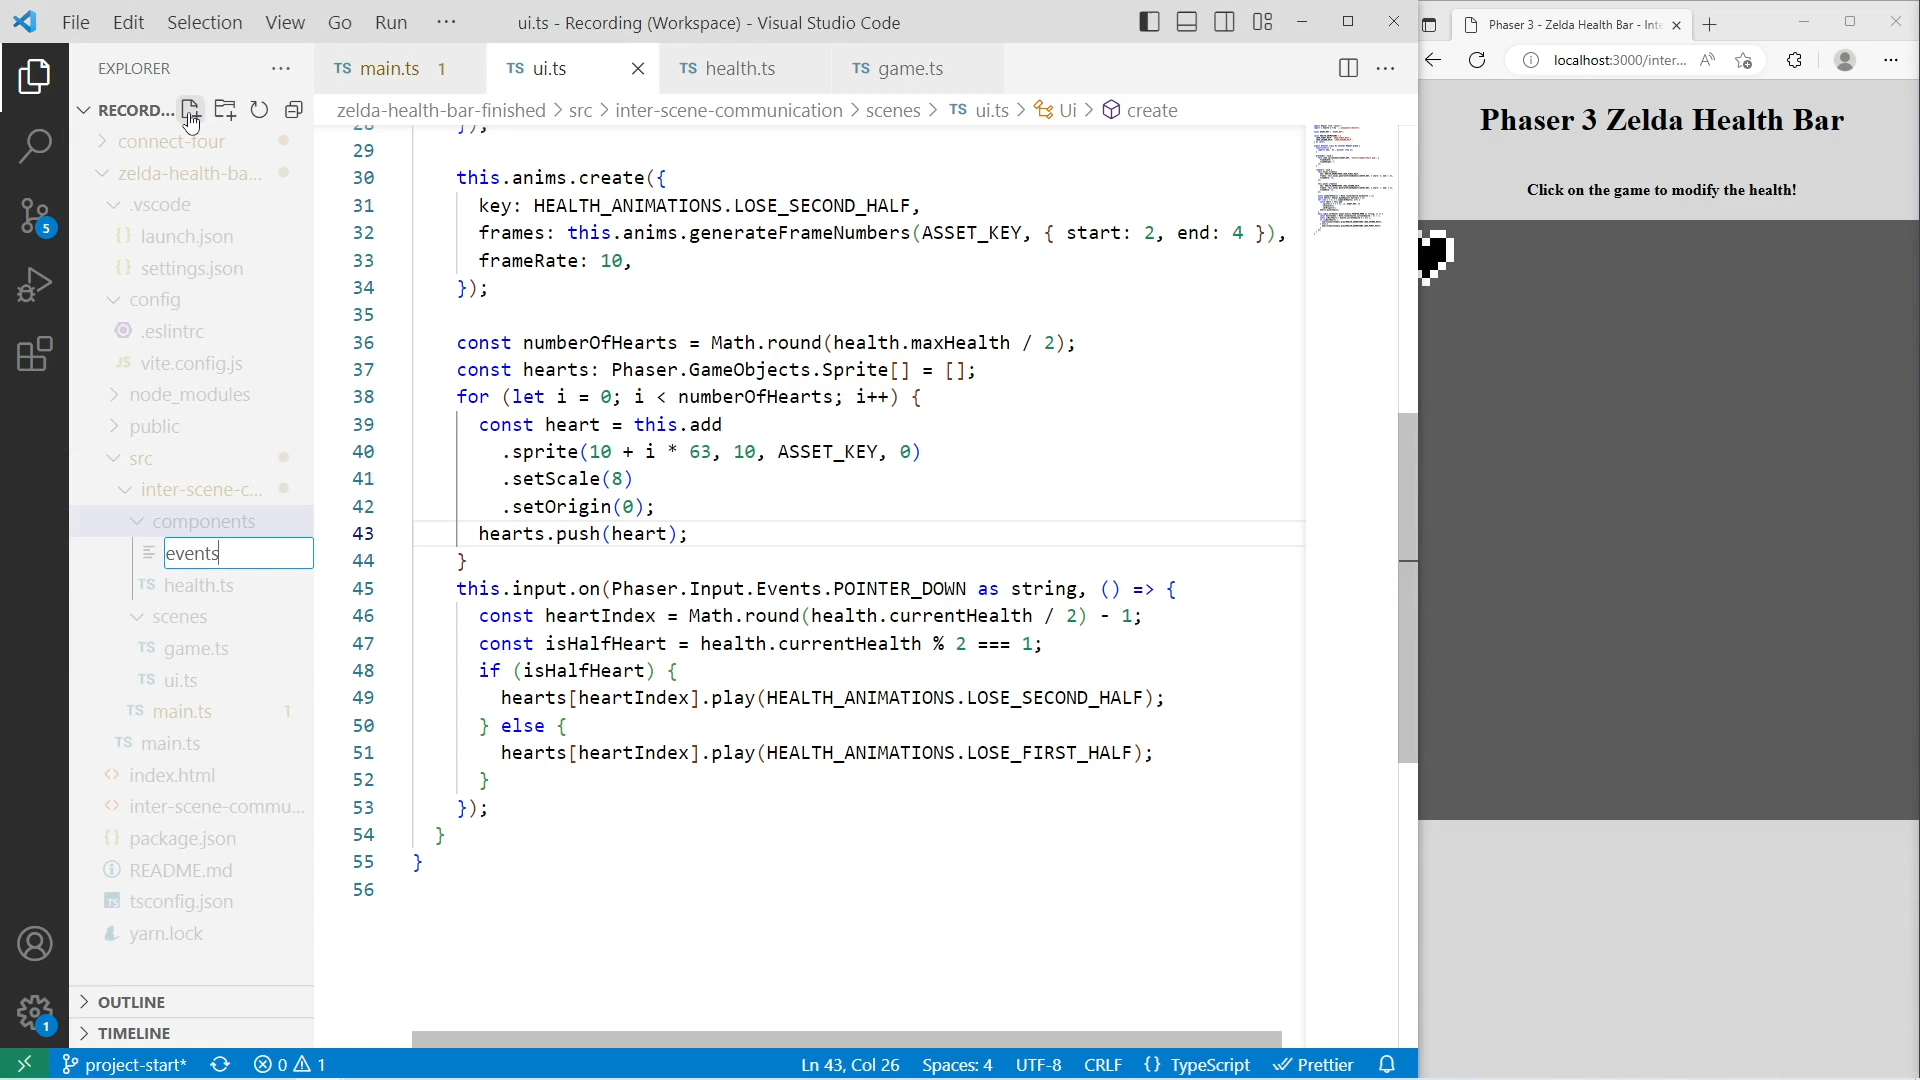 File Edit Selection View Go Run ··· ui.ts - Recording (Workspace) - Visual Studio Code
EXPLORER ···
TS main.ts 1 TS ui.ts TS health.ts TS game.ts
RECORD...
zelda-health-bar-finished > src > inter-scene-communication > scenes > TS ui.ts > Ui > create
connect-four
zelda-health-ba...
.vscode
{} launch.json
{} settings.json
config
.eslintrc
JS vite.config.js
node_modules
public
src
inter-scene-c...
components
events
TS health.ts
scenes
TS game.ts
TS ui.ts
TS main.ts 1
TS main.ts
<> index.html
<> inter-scene-commu...
{} package.json
README.md
TS tsconfig.json
yarn.lock
OUTLINE
TIMELINE
28 });
29
30 this.anims.create({
31 key: HEALTH_ANIMATIONS.LOSE_SECOND_HALF,
32 frames: this.anims.generateFrameNumbers(ASSET_KEY, { start: 2, end: 4 }),
33 frameRate: 10,
34 });
35
36 const numberOfHearts = Math.round(health.maxHealth / 2);
37 const hearts: Phaser.GameObjects.Sprite[] = [];
38 for (let i = 0; i < numberOfHearts; i++) {
39 const heart = this.add
40 .sprite(10 + i * 63, 10, ASSET_KEY, 0)
41 .setScale(8)
42 .setOrigin(0);
43 hearts.push(heart);
44 }
45 this.input.on(Phaser.Input.Events.POINTER_DOWN as string, () => {
46 const heartIndex = Math.round(health.currentHealth / 2) - 1;
47 const isHalfHeart = health.currentHealth % 2 === 1;
48 if (isHalfHeart) {
49 hearts[heartIndex].play(HEALTH_ANIMATIONS.LOSE_SECOND_HALF);
50 } else {
51 hearts[heartIndex].play(HEALTH_ANIMATIONS.LOSE_FIRST_HALF);
52 }
53 });
54 }
55 }
56
5
1
project-start* 0 1 Ln 43, Col 26 Spaces: 4 UTF-8 CRLF {} TypeScript Prettier
Phaser 3 - Zelda Health Bar - Inte
localhost:3000/inter...
Phaser 3 Zelda Health Bar
Click on the game to modify the health!